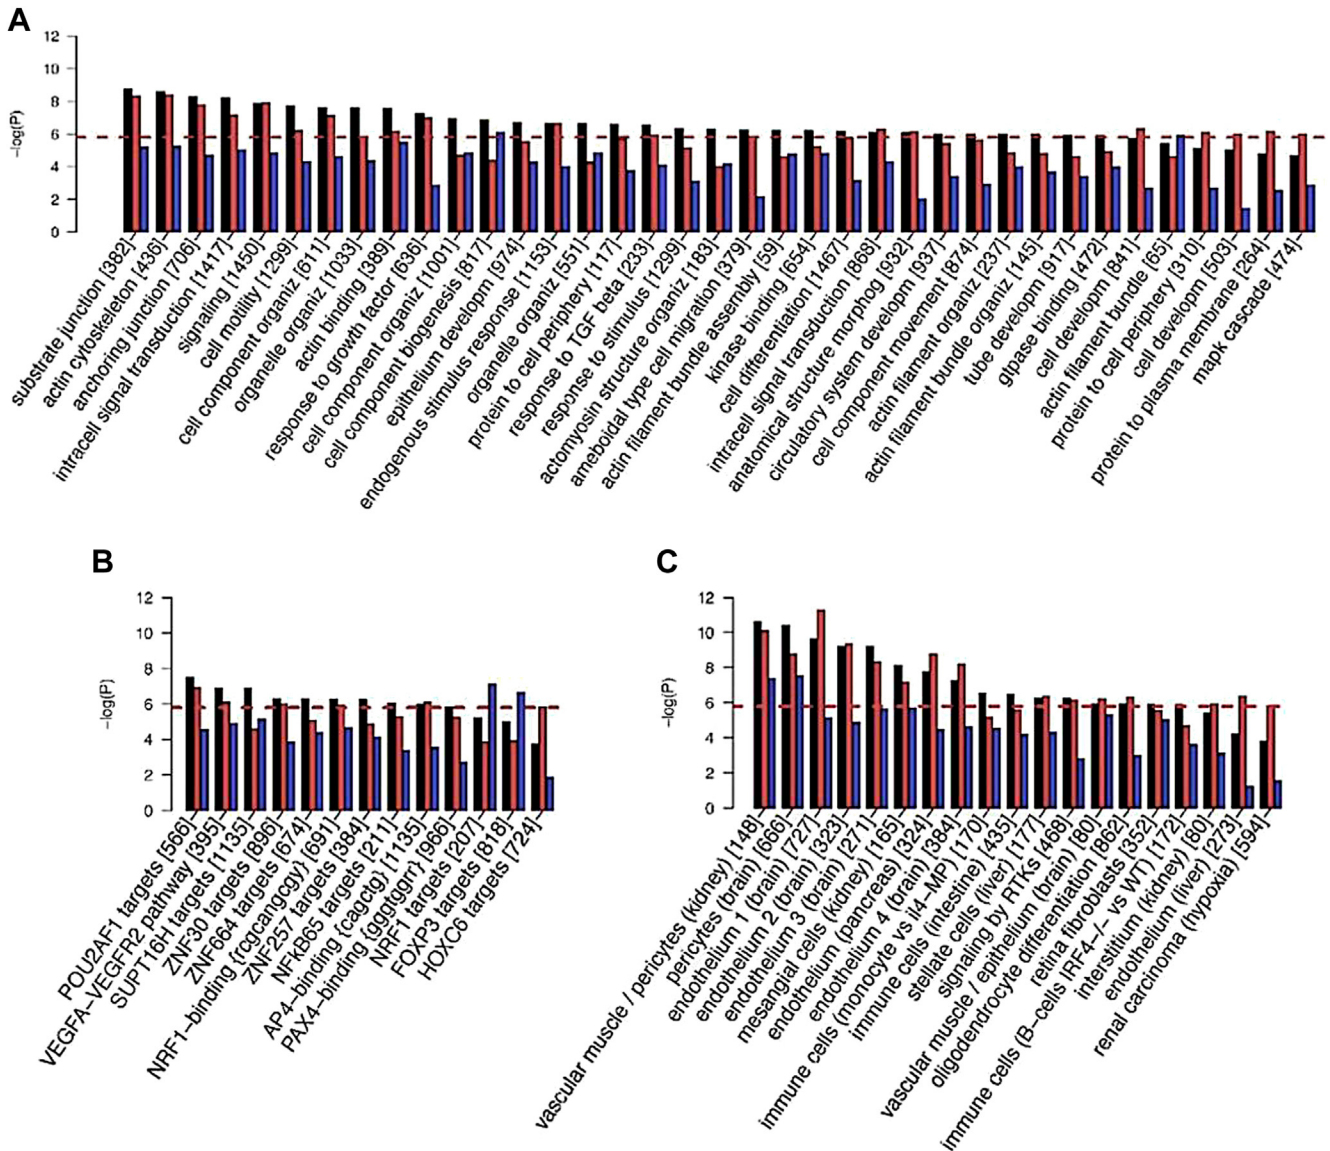 A
12
10
8
6
4
2
0
−log(P)
substrate junction [382]
actin cytoskeleton [436]
anchoring junction [706]
intracell signal transduction [1417]
signaling [1450]
cell motility [1299]
cell component organiz [611]
organelle organiz [1033]
actin binding [389]
response to growth factor [636]
cell component organiz [1001]
cell component biogenesis [817]
epithelium developm [974]
endogenous stimulus response [1153]
organelle organiz [551]
protein to cell periphery [117]
response to TGF beta [233]
response to stimulus [1299]
actomyosin structure organiz [183]
ameboidal type cell migration [379]
actin filament bundle assembly [59]
kinase binding [654]
cell differentiation [1467]
intracell signal transduction [868]
anatomical structure morphog [932]
circulatory system developm [937]
cell component movement [874]
actin filament organiz [237]
actin filament bundle organiz [145]
tube developm [917]
gtpase binding [472]
cell developm [841]
actin filament bundle [65]
protein to cell periphery [310]
cell developm [503]
protein to plasma membrane [264]
mapk cascade [474]
B
12
10
8
6
4
2
0
−log(P)
POU2AF1 targets [566]
VEGFA−VEGFR2 pathway [395]
SUPT16H targets [1135]
ZNF30 targets [896]
ZNF664 targets [674]
NRF1−binding {rcgcangcgy} [691]
ZNF257 targets [384]
NFkB65 targets [211]
AP4−binding {cagctg} [1135]
PAX4−binding {ggtggrr} [966]
NRF1 targets [207]
FOXP3 targets [818]
HOXC6 targets [724]
C
12
10
8
6
4
2
0
−log(P)
vascular muscle / pericytes (kidney) [148]
pericytes (brain) [666]
endothelium 1 (brain) [727]
endothelium 2 (brain) [323]
endothelium 3 (brain) [271]
mesangial cells (kidney) [165]
endothelium (pancreas) [324]
endothelium 4 (brain) [384]
immune cells (monocyte vs il4−MP) [170]
immune cells (intestine) [435]
stellate cells (liver) [177]
signaling by RTKs [468]
vascular muscle / epithelium (brain) [80]
oligodendrocyte differentiation [862]
retina fibroblasts [352]
immune cells (B−cells IRF4−/− vs WT) [172]
interstitium (kidney) [80]
endothelium (liver) [273]
renal carcinoma (hypoxia) [594]